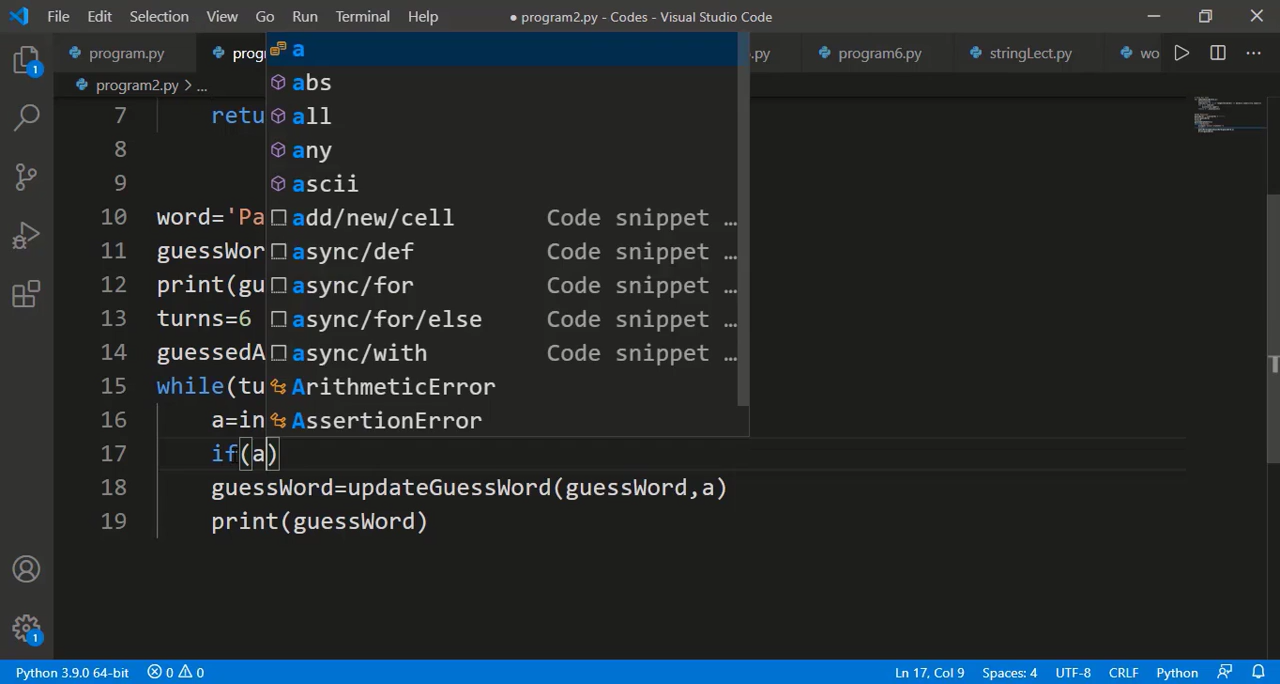 File Edit Selection View Go Run Terminal Help ● program2.py - Codes - Visual Studio Code
program.py prog .py program6.py stringLect.py wo ...
program2.py > ...
7 retu
8
9
10 word='Pa
11 guessWor
12 print(gu
13 turns=6
14 guessedA
15 while(tu
16 a=in
17 if(a)
18 guessWord=updateGuessWord(guessWord,a)
19 print(guessWord)
a
abs
all
any
ascii
add/new/cell Code snippet ...
async/def Code snippet ...
async/for Code snippet ...
async/for/else Code snippet ...
async/with Code snippet ...
ArithmeticError
AssertionError
1
1
Python 3.9.0 64-bit 0 0 Ln 17, Col 9 Spaces: 4 UTF-8 CRLF Python